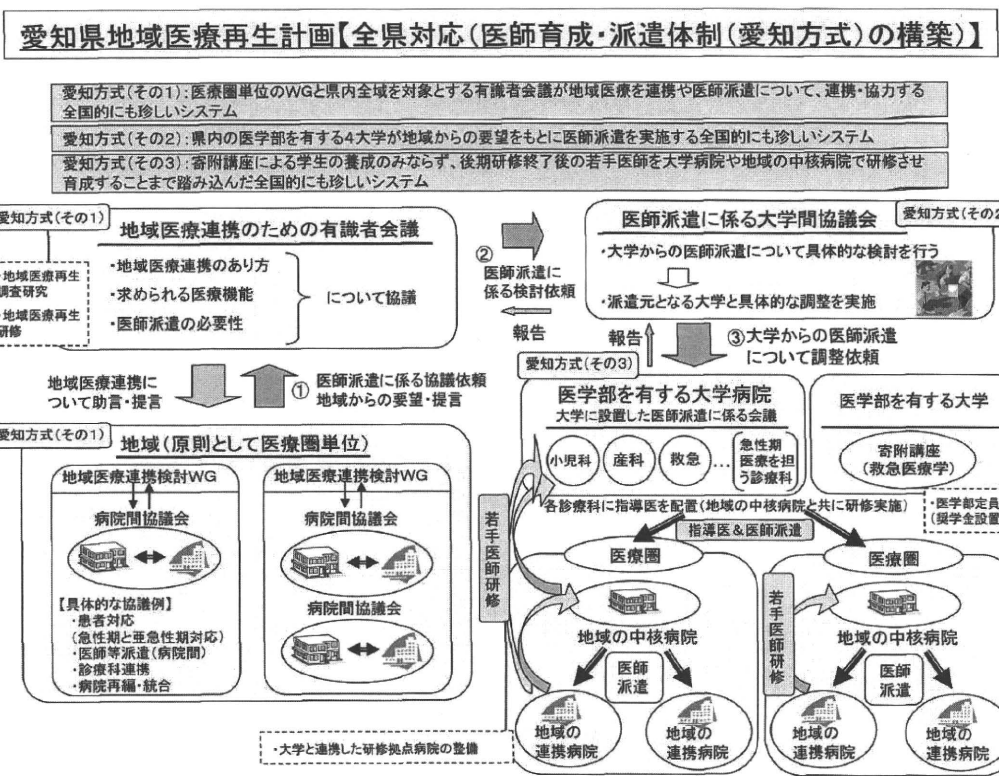 愛知県地域医療再生計画【全県対応(医師育成・派遣体制(愛知方式)の構築)】
愛知方式(その1):医療圏単位のWGと県内全域を対象とする有識者会議が地域医療を連携や医師派遣について、連携・協力する
全国的にも珍しいシステム
愛知方式(その2):県内の医学部を有する4大学が地域からの要望をもとに医師派遣を実施する全国的にも珍しいシステム
愛知方式(その3):寄附講座による学生の養成のみならず、後期研修終了後の若手医師を大学病院や地域の中核病院で研修させ
育成することまで踏み込んだ全国的にも珍しいシステム
愛知方式(その1)
地域医療連携のための有識者会議
・地域医療連携のあり方
・求められる医療機能
・医師派遣の必要性
について協議
・地域医療再生
調査研究
・地域医療再生
研修
②
医師派遣に
係る検討依頼
報告
愛知方式(その2
医師派遣に係る大学間協議会
・大学からの医師派遣について具体的な検討を行う
・派遣元となる大学と具体的な調整を実施
報告
③大学からの医師派遣
について調整依頼
地域医療連携に
ついて助言・提言
①
医師派遣に係る協議依頼
地域からの要望・提言
愛知方式(その1)
地域(原則として医療圏単位)
地域医療連携検討WG
病院間協議会
【具体的な協議例】
・患者対応
(急性期と亜急性期対応)
・医師等派遣(病院間)
・診療科連携
・病院再編・統合
地域医療連携検討WG
病院間協議会
病院間協議会
愛知方式(その3)
医学部を有する大学病院
大学に設置した医師派遣に係る会議
小児科
産科
救急
…
急性期
医療を担
う診療科
各診療科に指導医を配置(地域の中核病院と共に研修実施)
医学部を有する大学
寄附講座
(救急医療学)
・医学部定員
(奨学金設置
指導医&医師派遣
若手医師研修
医療圏
地域の中核病院
医師
派遣
地域の
連携病院
地域の
連携病院
医療圏
若手医師研修
地域の中核病院
医師
派遣
地域の
連携病院
地域の
連携病院
・大学と連携した研修拠点病院の整備